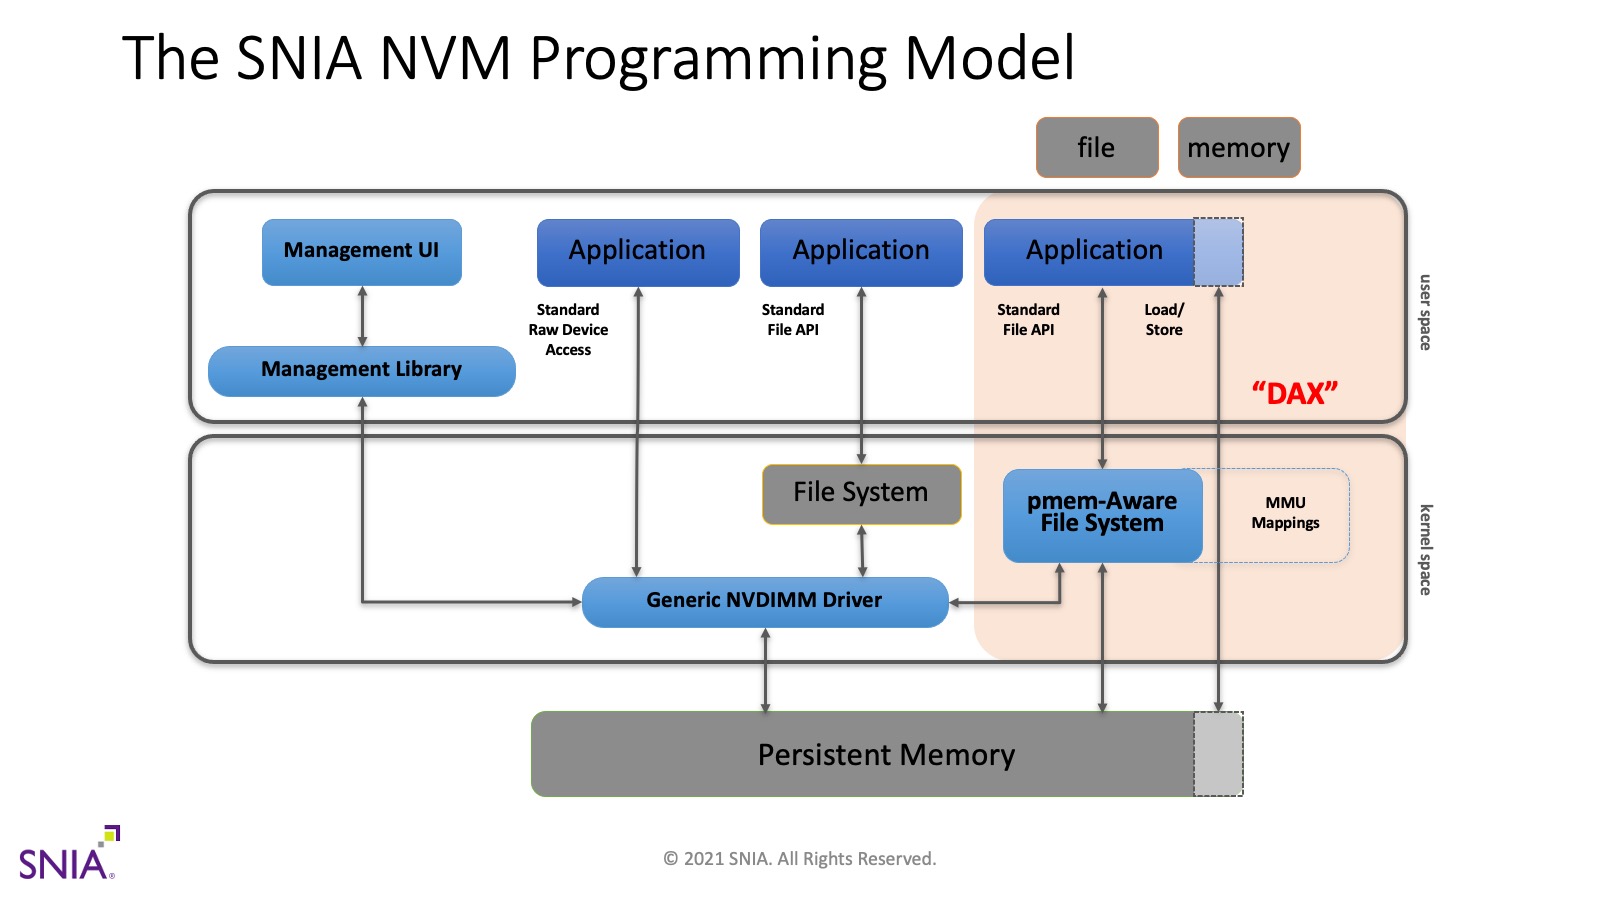 The SNIA NVM Programming Model
file
memory
Management UI
Application
Application
Application
Standard
Raw Device
Access
Standard
File API
Standard
File API
Load/
Store
user space
Management Library
“DAX”
File System
pmem-Aware
File System
MMU
Mappings
kernel space
Generic NVDIMM Driver
Persistent Memory
SNIA®
© 2021 SNIA. All Rights Reserved.